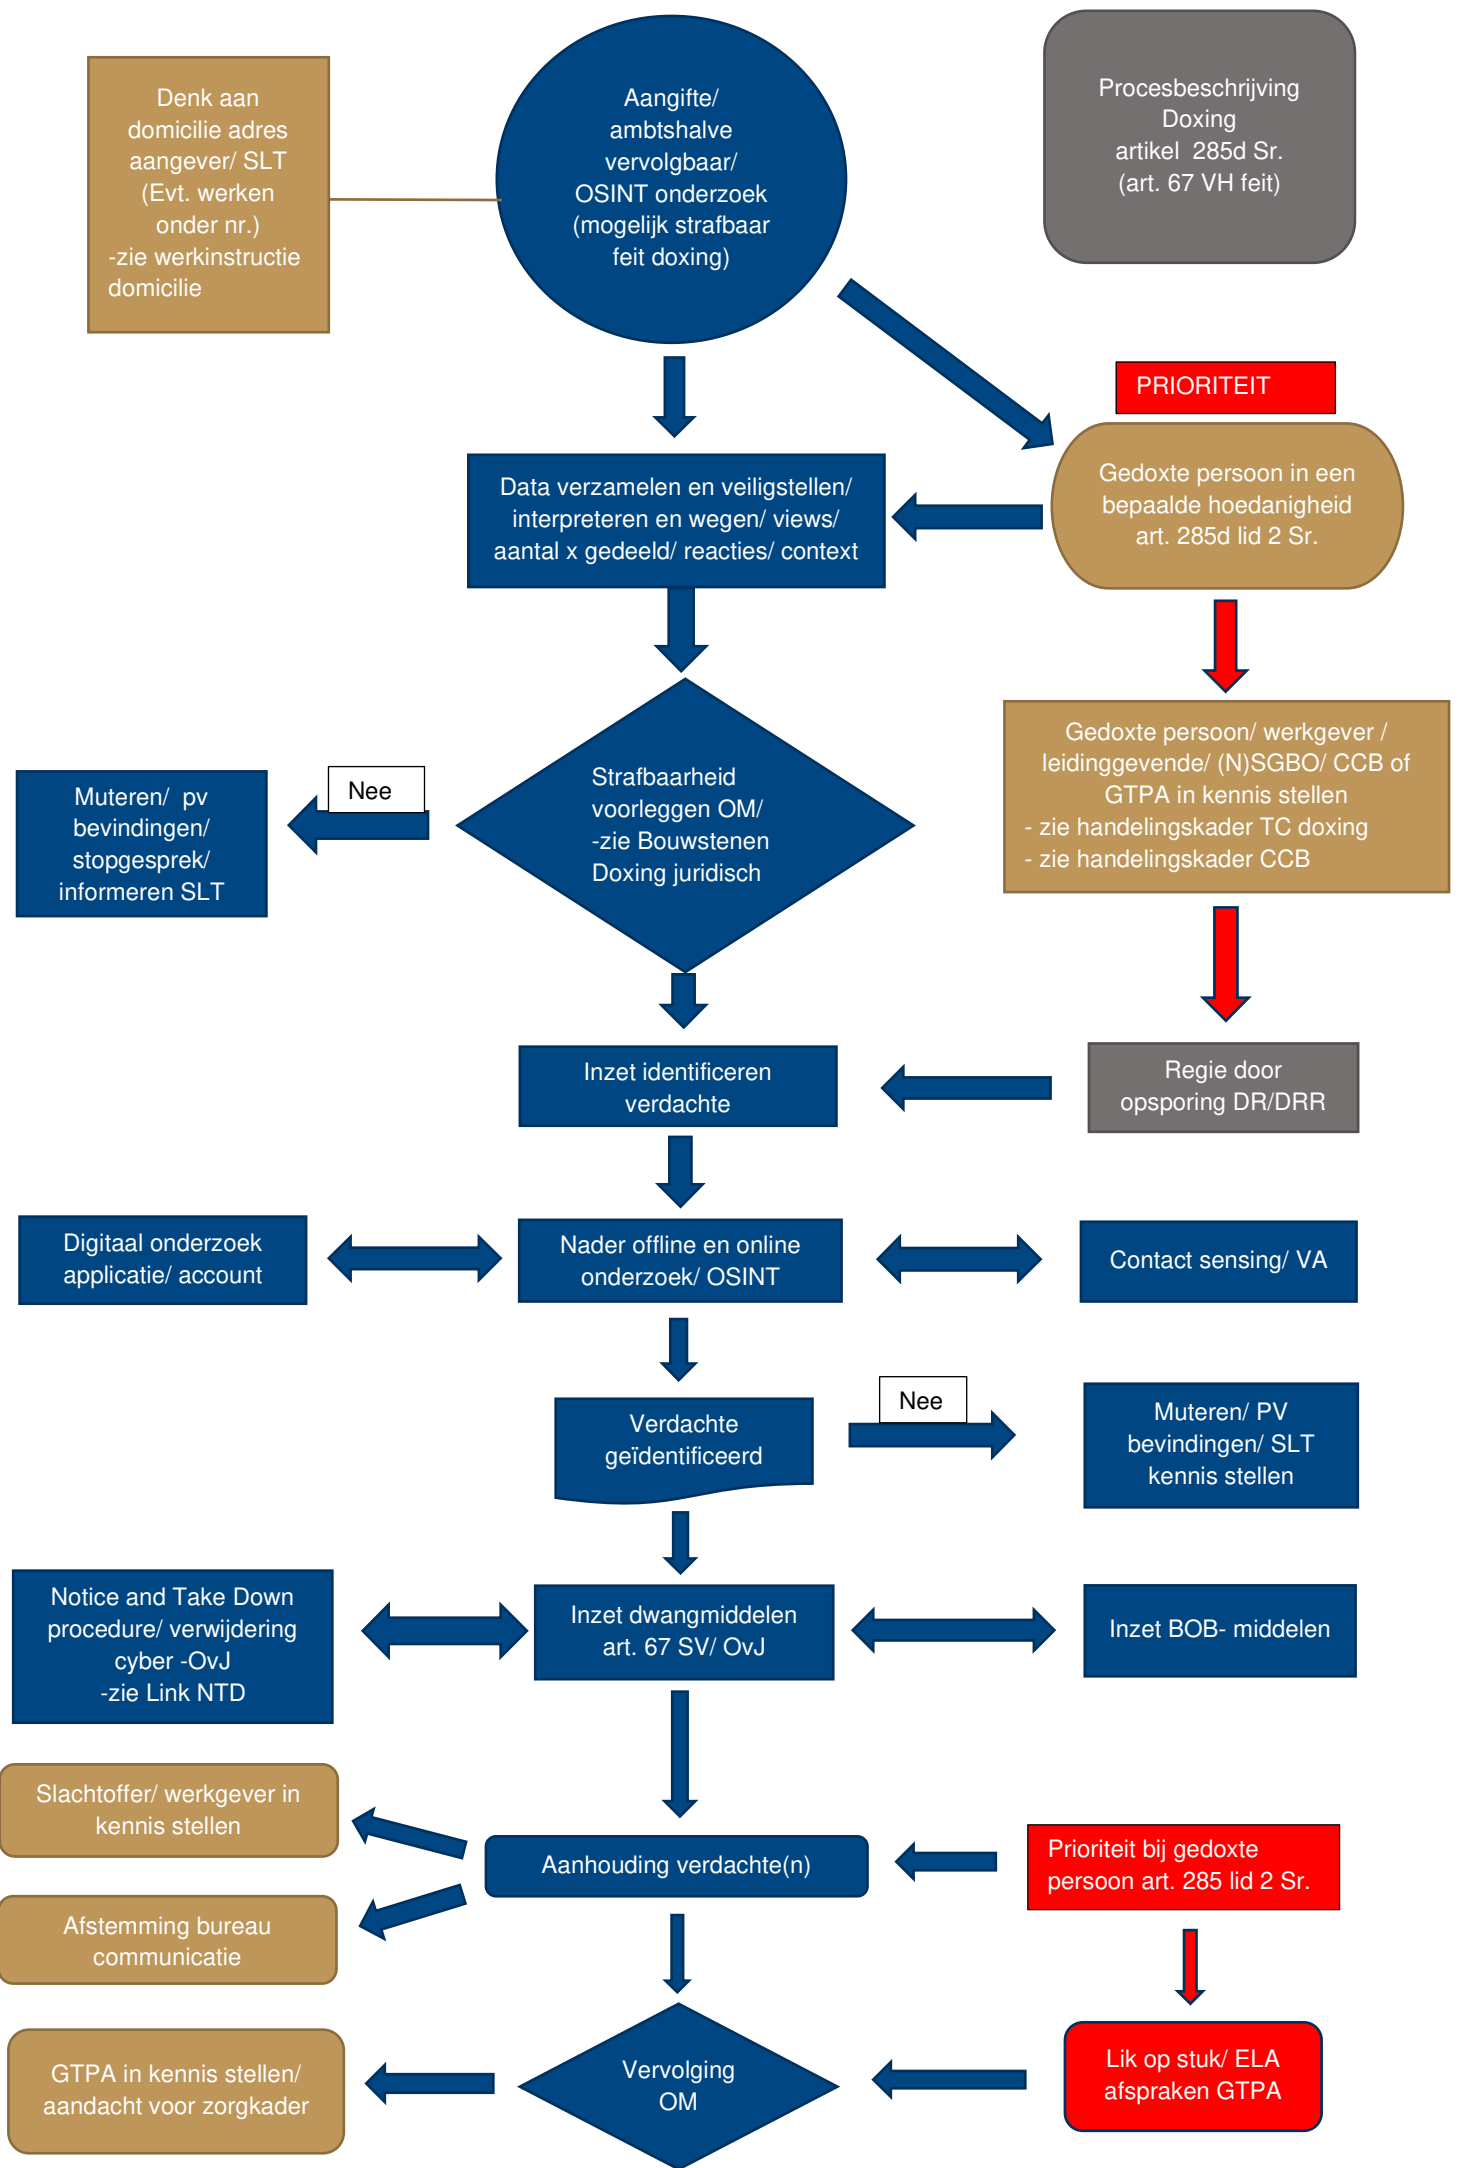 Denk aan
domicilie adres
aangever/ SLT
(Evt. werken
onder nr.)
-zie werkinstructie
domicilie
Aangifte/
ambtshalve
vervolgbaar/
OSINT onderzoek
(mogelijk strafbaar
feit doxing)
Procesbeschrijving
Doxing
artikel 285d Sr.
(art. 67 VH feit)
PRIORITEIT
Gedoxte persoon in een
bepaalde hoedanigheid
art. 285d lid 2 Sr.
Data verzamelen en veiligstellen/
interpreteren en wegen/ views/
aantal x gedeeld/ reacties/ context
Gedoxte persoon/ werkgever /
leidinggevende/ (N)SGBO/ CCB of
GTPA in kennis stellen
- zie handelingskader TC doxing
- zie handelingskader CCB
Strafbaarheid
voorleggen OM/
-zie Bouwstenen
Doxing juridisch
Nee
Muteren/ pv
bevindingen/
stopgesprek/
informeren SLT
Inzet identificeren
verdachte
Regie door
opsporing DR/DRR
Digitaal onderzoek
applicatie/ account
Nader offline en online
onderzoek/ OSINT
Contact sensing/ VA
Verdachte
geïdentificeerd
Nee
Muteren/ PV
bevindingen/ SLT
kennis stellen
Notice and Take Down
procedure/ verwijdering
cyber -OvJ
-zie Link NTD
Inzet dwangmiddelen
art. 67 SV/ OvJ
Inzet BOB- middelen
Slachtoffer/ werkgever in
kennis stellen
Aanhouding verdachte(n)
Prioriteit bij gedoxte
persoon art. 285 lid 2 Sr.
Afstemming bureau
communicatie
GTPA in kennis stellen/
aandacht voor zorgkader
Vervolging
OM
Lik op stuk/ ELA
afspraken GTPA